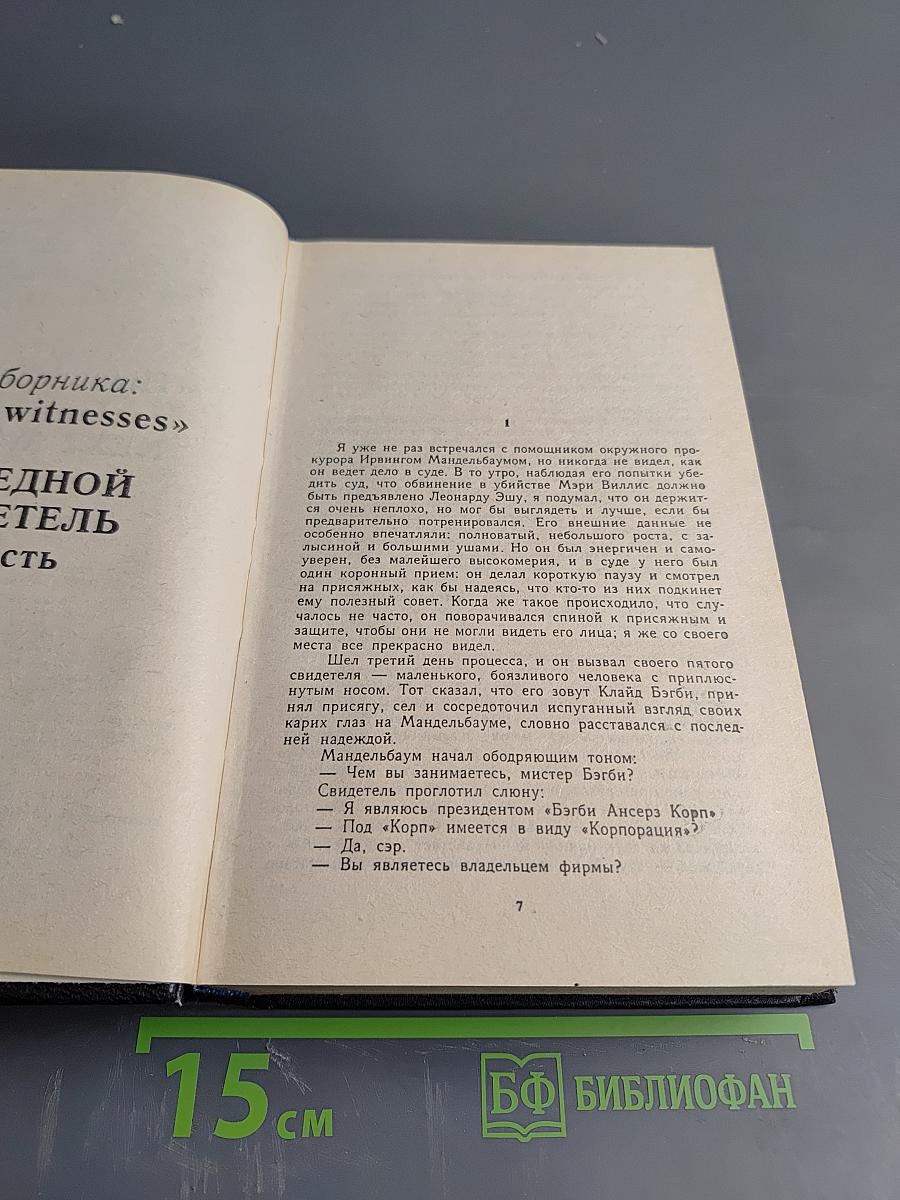 борника:
witnesses»
ЕДНОЙ
ЕТЕЛЬ
сть
1
Я уже не раз встречался с помощником окружного про-
курора Ирвингом Мандельбаумом, но никогда не видел, как
он ведет дело в суде. В то утро, наблюдая его попытки убе-
дить суд, что обвинение в убийстве Мэри Виллис должно
быть предъявлено Леонарду Эшу, я подумал, что он держит-
ся очень неплохо, но мог бы выглядеть и лучше, если бы
предварительно потренировался. Его внешние данные не
особенно впечатляли: полноватый, небольшого роста, с за-
лысиной и большими ушами. Но он был энергичен и само-
уверен, без малейшего высокомерия, и в суде у него был
один коронный прием: он делал короткую паузу и смотрел
на присяжных, как бы надеясь, что кто-то из них подкинет
ему полезный совет. Когда же такое происходило, что слу-
чалось не часто, он поворачивался спиной к присяжным и
защите, чтобы они не могли видеть его лица; я же со своего
места все прекрасно видел.
Шел третий день процесса, и он вызвал своего пятого
свидетеля — маленького, боязливого человека с приплюс-
нутым носом. Тот сказал, что его зовут Клайд Бэгби, при-
нял присягу, сел и сосредоточил испуганный взгляд своих
карих глаз на Мандельбауме, словно расставался с послед-
ней надеждой.
Мандельбаум начал ободряющим тоном:
— Чем вы занимаетесь, мистер Бэгби?
Свидетель проглотил слюну:
— Я являюсь президентом «Бэгби Ансерз Корп»
— Под «Корп» имеется в виду «Корпорация»?
— Да, сэр.
— Вы являетесь владельцем фирмы?
7
15 см
БФ БИБЛИОФАН